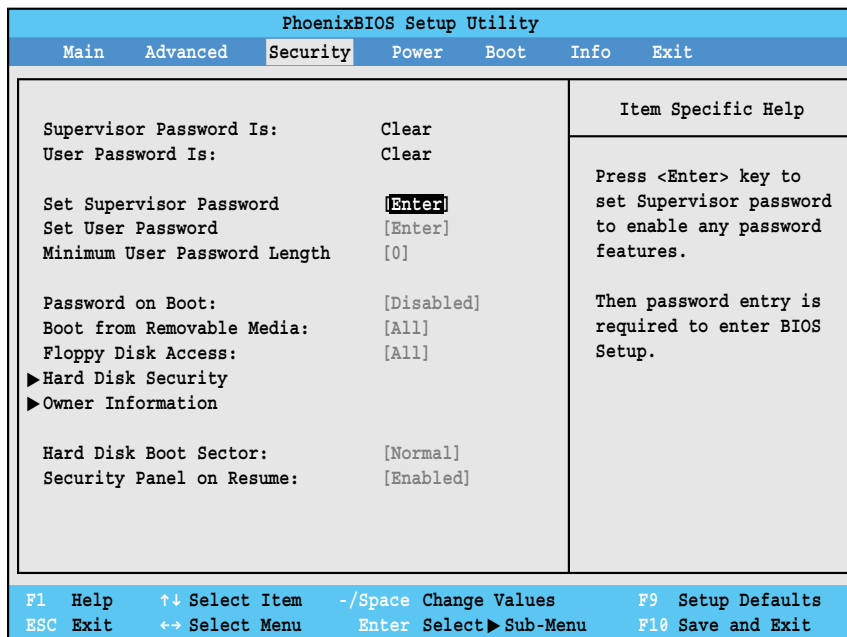 PhoenixBIOS Setup Utility
Main Advanced Security Power Boot Info Exit
Item Specific Help
Supervisor Password Is: Clear
User Password Is: Clear
Set Supervisor Password [Enter]
Set User Password [Enter]
Minimum User Password Length [0]
Password on Boot: [Disabled]
Boot from Removable Media: [All]
Floppy Disk Access: [All]
▶Hard Disk Security
▶Owner Information
Hard Disk Boot Sector: [Normal]
Security Panel on Resume: [Enabled]
Press <Enter> key to
set Supervisor password
to enable any password
features.
Then password entry is
required to enter BIOS
Setup.
F1 Help ↑↓ Select Item -/Space Change Values F9 Setup Defaults
ESC Exit ←→ Select Menu Enter Select▶Sub-Menu F10 Save and Exit